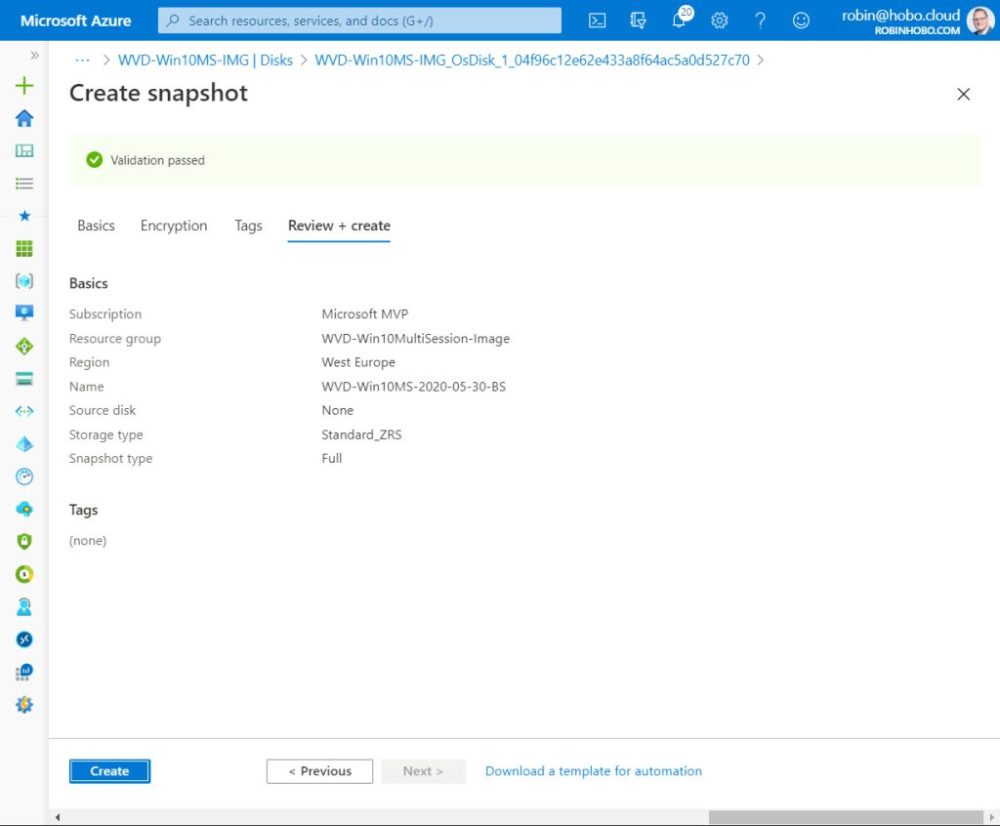 Microsoft Azure
Search resources, services, and docs (G+/)
20
robin@hobo.cloud
ROBINHOBO.COM
··· > WVD-Win10MS-IMG | Disks > WVD-Win10MS-IMG_OsDisk_1_04f96c12e62e433a8f64ac5a0d527c70 >
Create snapshot
Validation passed
Basics Encryption Tags Review + create
Basics
Subscription Microsoft MVP
Resource group WVD-Win10MultiSession-Image
Region West Europe
Name WVD-Win10MS-2020-05-30-BS
Source disk None
Storage type Standard_ZRS
Snapshot type Full
Tags
(none)
Create < Previous Next > Download a template for automation